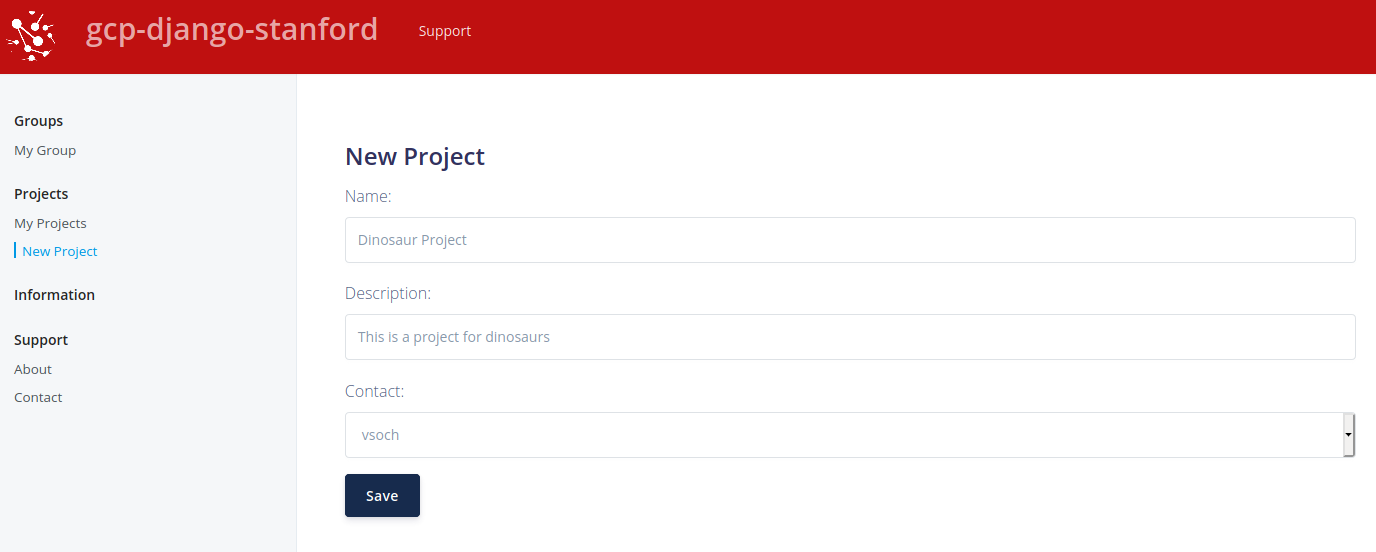 gcp-django-stanford
Support
Groups
My Group
Projects
My Projects
New Project
Information
Support
About
Contact
New Project
Name:
Dinosaur Project
Description:
This is a project for dinosaurs
Contact:
vsoch
Save